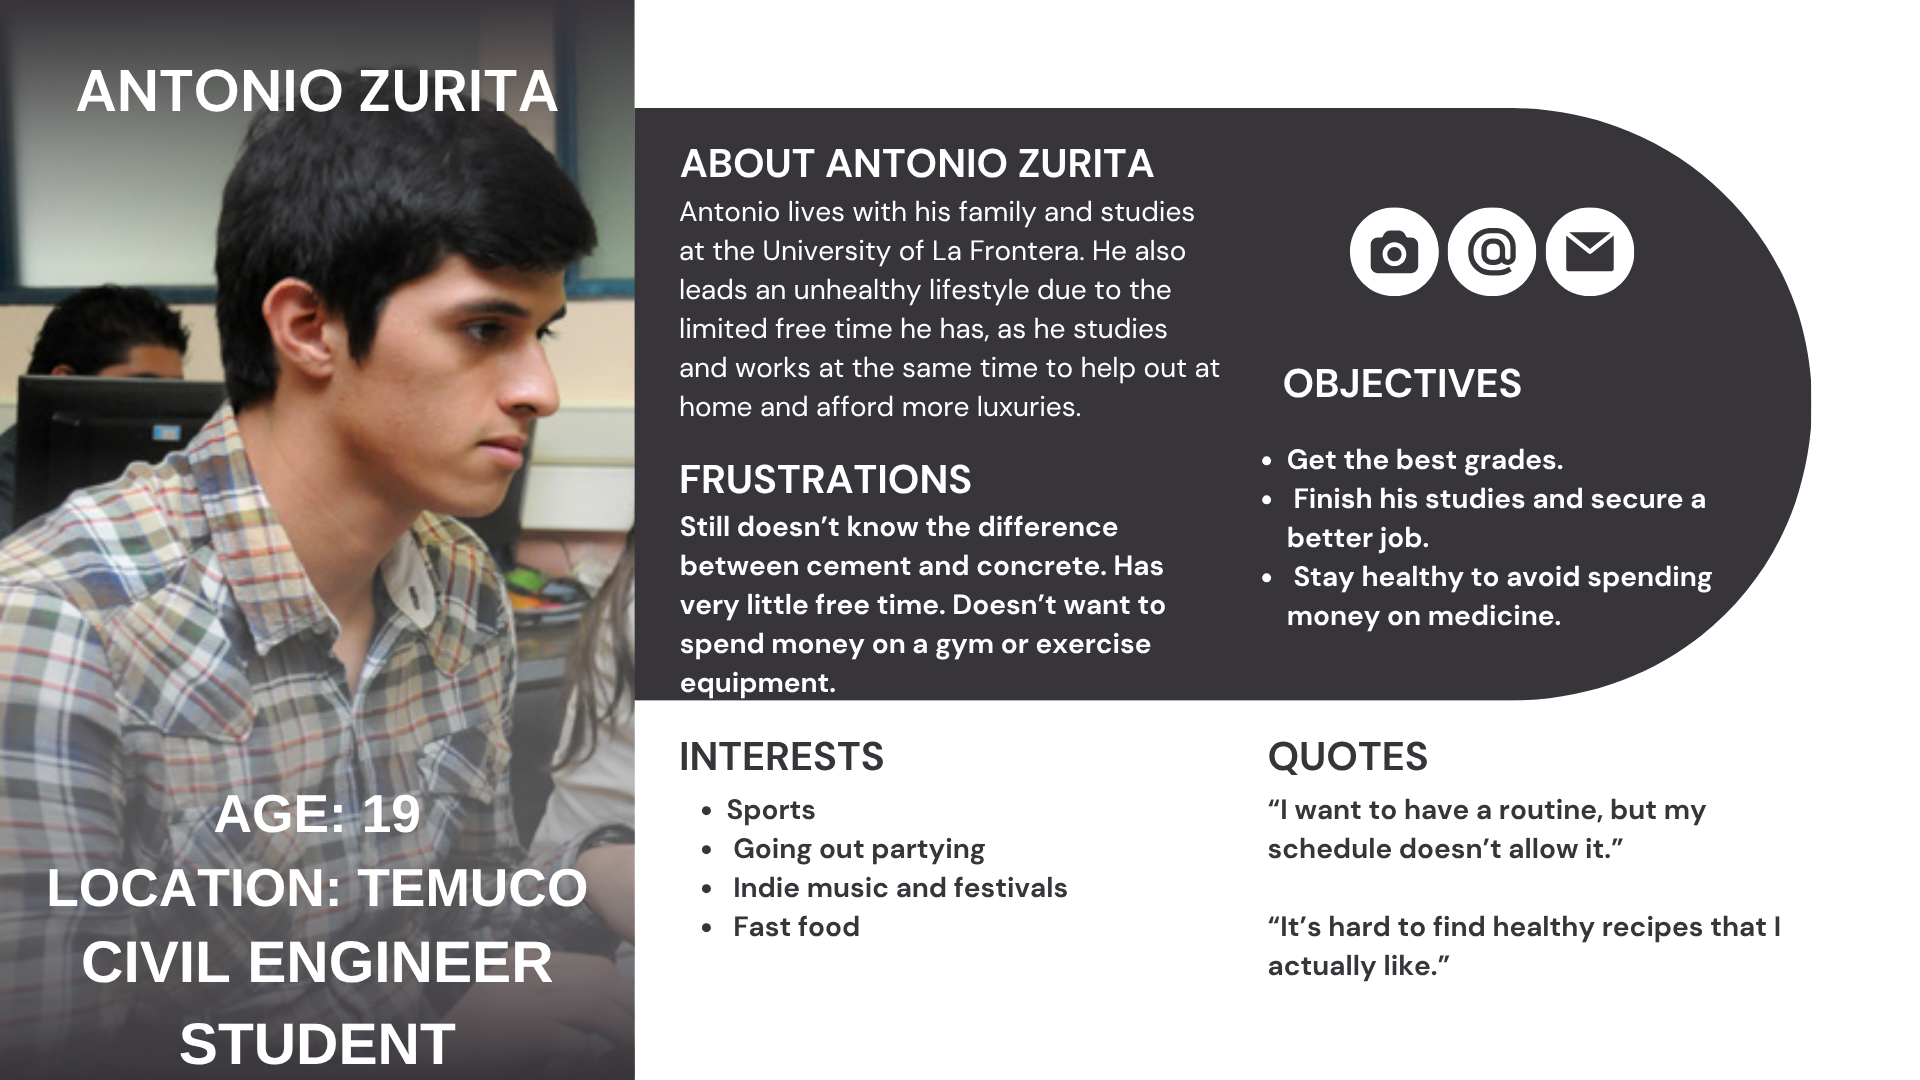 ANTONIO ZURITA
AGE: 19
LOCATION: TEMUCO
CIVIL ENGINEER
STUDENT
ABOUT ANTONIO ZURITA
Antonio lives with his family and studies
at the University of La Frontera. He also
leads an unhealthy lifestyle due to the
limited free time he has, as he studies
and works at the same time to help out at
home and afford more luxuries.
FRUSTRATIONS
Still doesn’t know the difference
between cement and concrete. Has
very little free time. Doesn’t want to
spend money on a gym or exercise
equipment.
@
OBJECTIVES
• Get the best grades.
• Finish his studies and secure a
better job.
• Stay healthy to avoid spending
money on medicine.
INTERESTS
• Sports
• Going out partying
• Indie music and festivals
• Fast food
QUOTES
“I want to have a routine, but my
schedule doesn’t allow it.”
“It’s hard to find healthy recipes that I
actually like.”